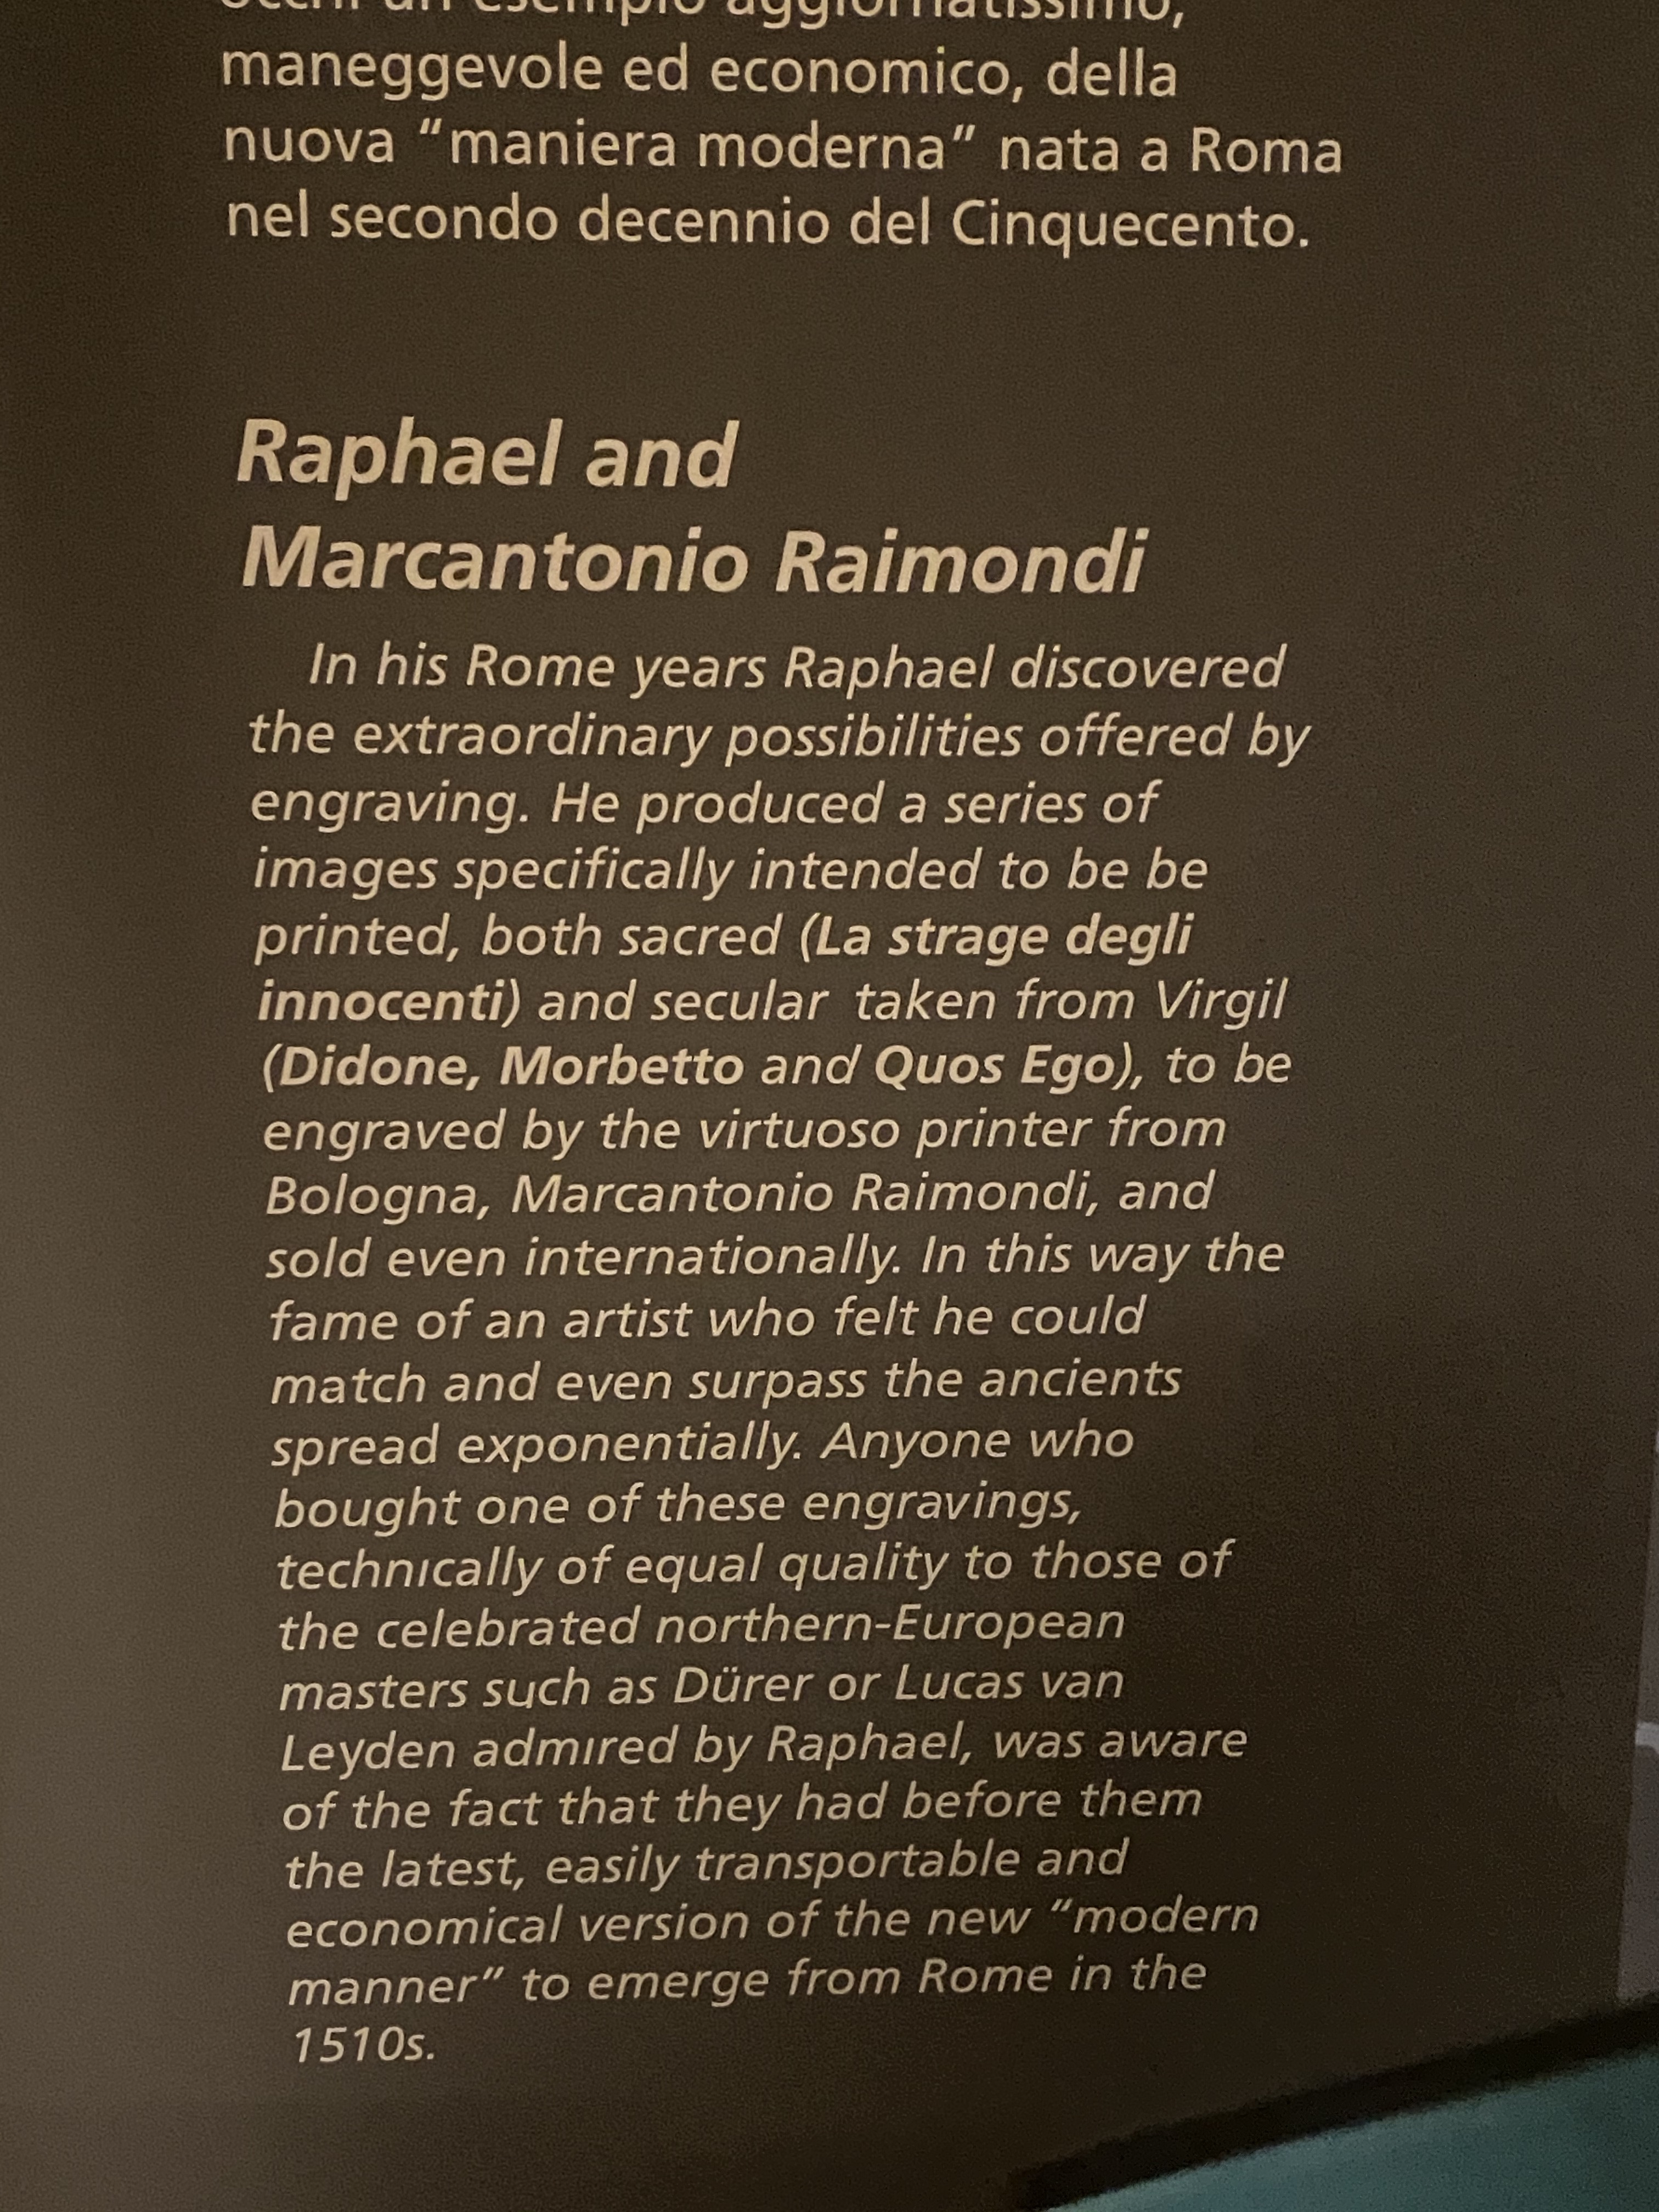 occhi un esempio aggiornatissimo,
maneggevole ed economico, della
nuova “maniera moderna” nata a Roma
nel secondo decennio del Cinquecento.
Raphael and
Marcantonio Raimondi
In his Rome years Raphael discovered
the extraordinary possibilities offered by
engraving. He produced a series of
images specifically intended to be be
printed, both sacred (La strage degli
innocenti) and secular taken from Virgil
(Didone, Morbetto and Quos Ego), to be
engraved by the virtuoso printer from
Bologna, Marcantonio Raimondi, and
sold even internationally. In this way the
fame of an artist who felt he could
match and even surpass the ancients
spread exponentially. Anyone who
bought one of these engravings,
technically of equal quality to those of
the celebrated northern-European
masters such as Dürer or Lucas van
Leyden admired by Raphael, was aware
of the fact that they had before them
the latest, easily transportable and
economical version of the new “modern
manner” to emerge from Rome in the
1510s.